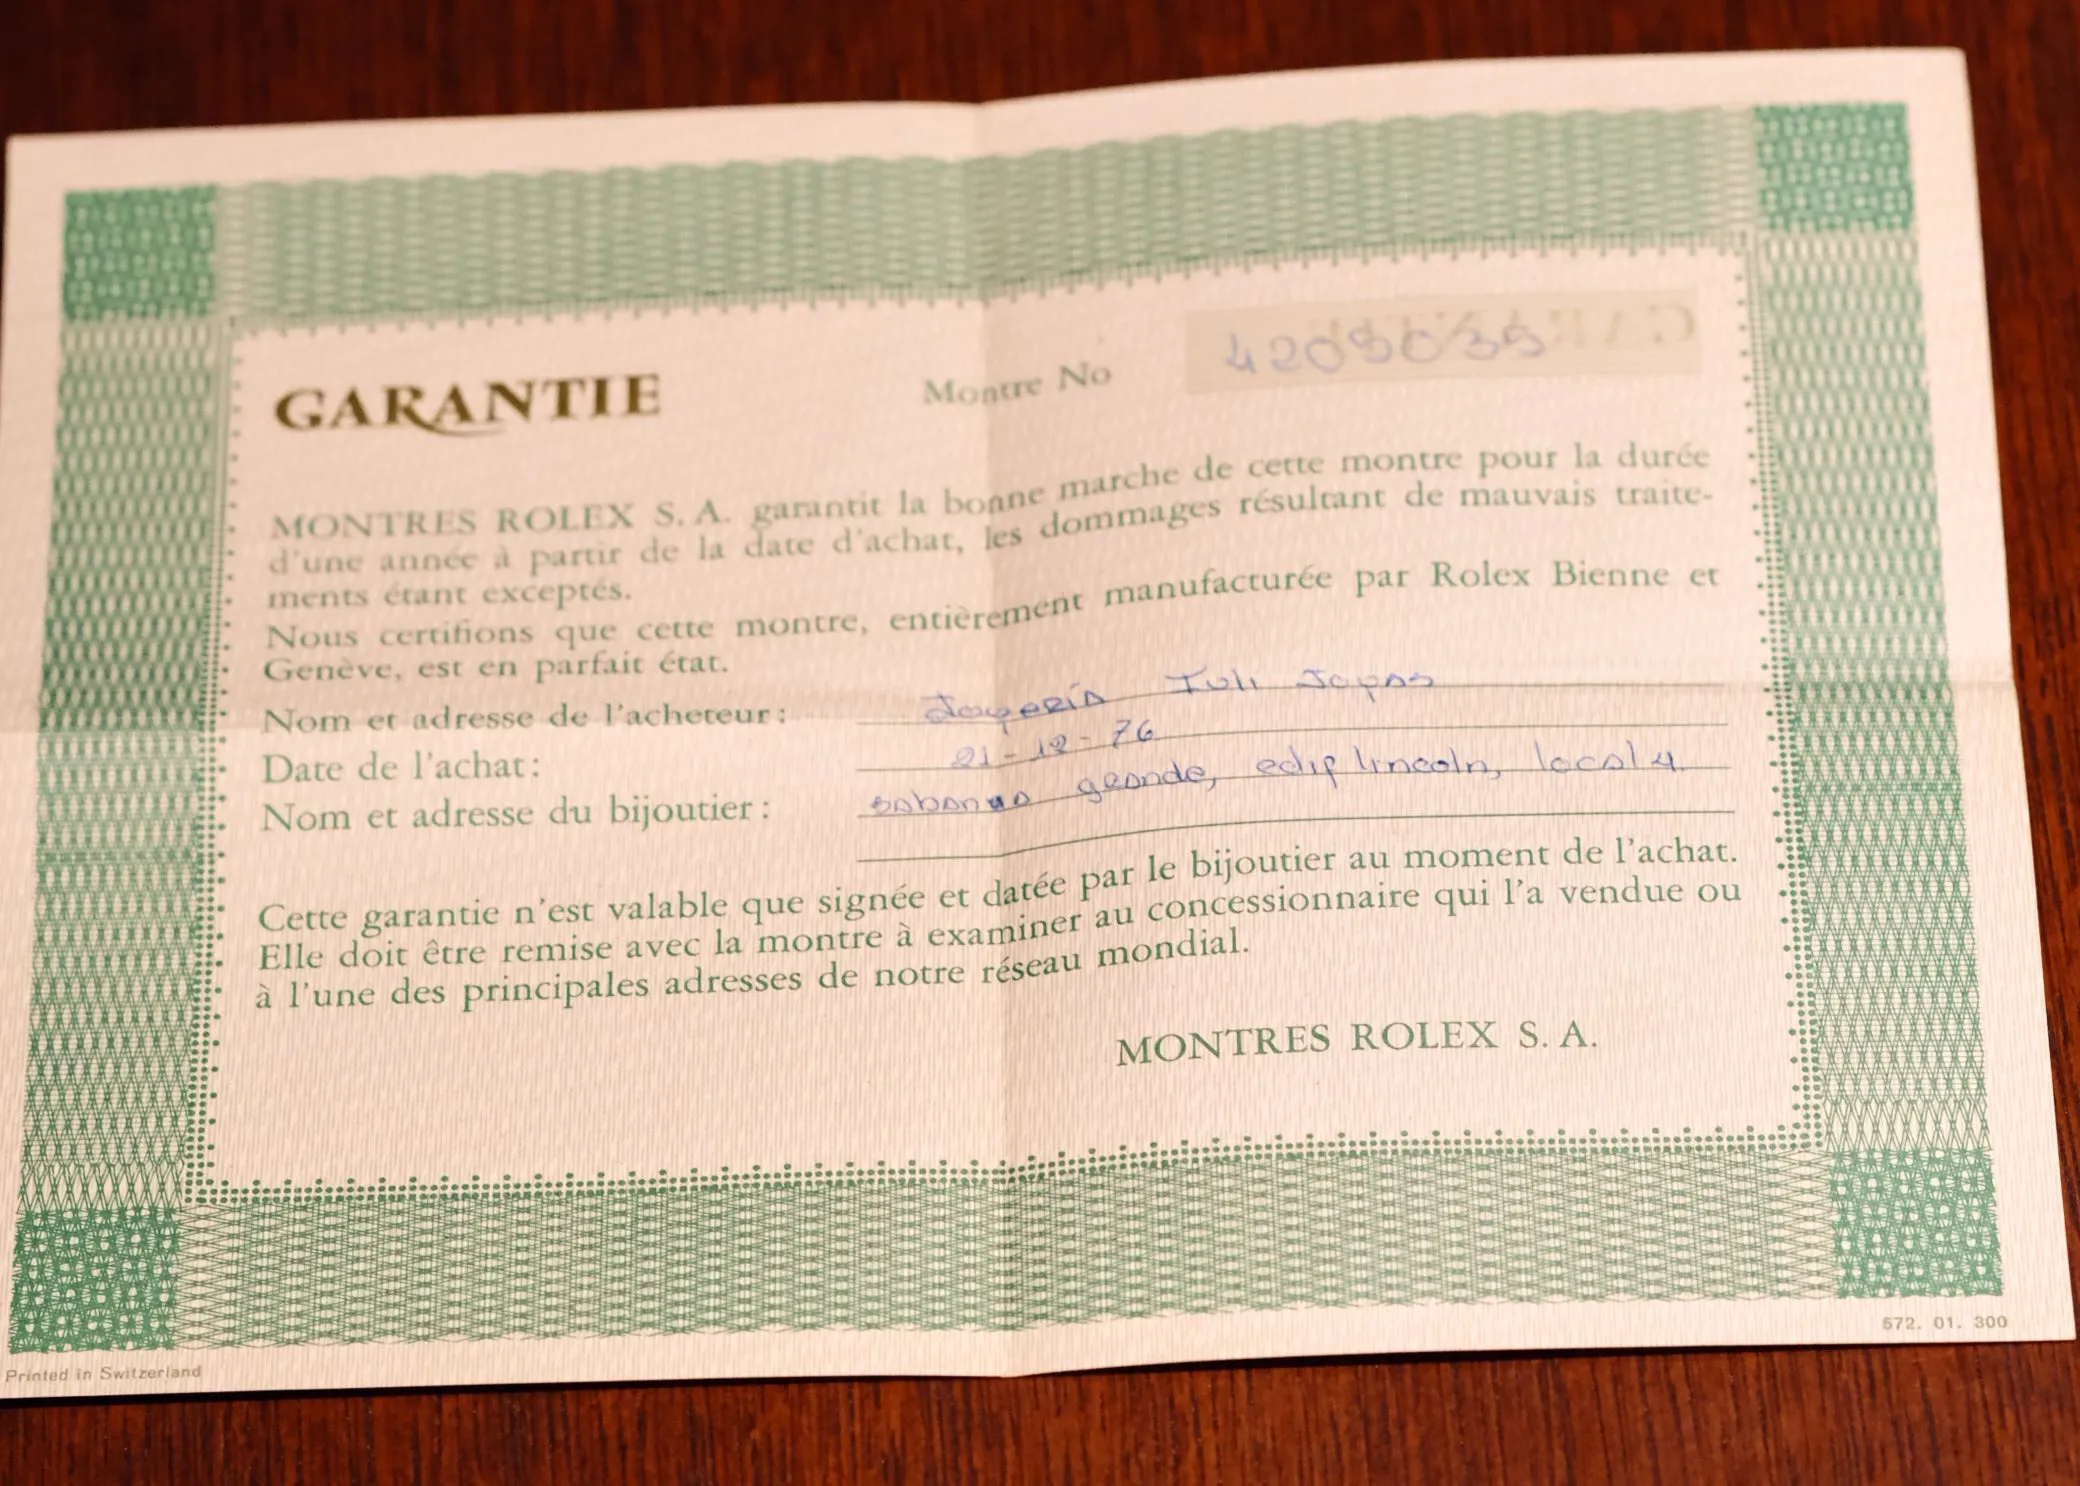 GARANTIE
Montre No 4209039
MONTRES ROLEX S. A. garantit la bonne marche de cette montre pour la durée
d'une année à partir de la date d'achat, les dommages résultant de mauvais traite-
ments étant exceptés.
Nous certifions que cette montre, entièrement manufacturée par Rolex Bienne et
Genève, est en parfait état.
Nom et adresse de l'acheteur: Joyería Tuli Joyas
Date de l'achat: 21-12-76
Nom et adresse du bijoutier: sabana grande, edif lincoln, local 4.
Cette garantie n'est valable que signée et datée par le bijoutier au moment de l'achat.
Elle doit être remise avec la montre à examiner au concessionnaire qui l'a vendue ou
à l'une des principales adresses de notre réseau mondial.
MONTRES ROLEX S. A.
Printed in Switzerland
572. 01. 300